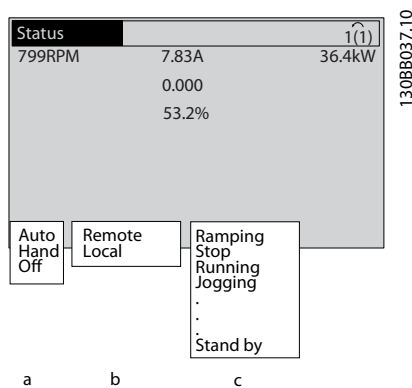 Status 1(1)
799RPM 7.83A 36.4kW
0.000
53.2%
Auto
Hand
Off
Remote
Local
Ramping
Stop
Running
Jogging
.
.
.
Stand by
a b c
130BB037.10